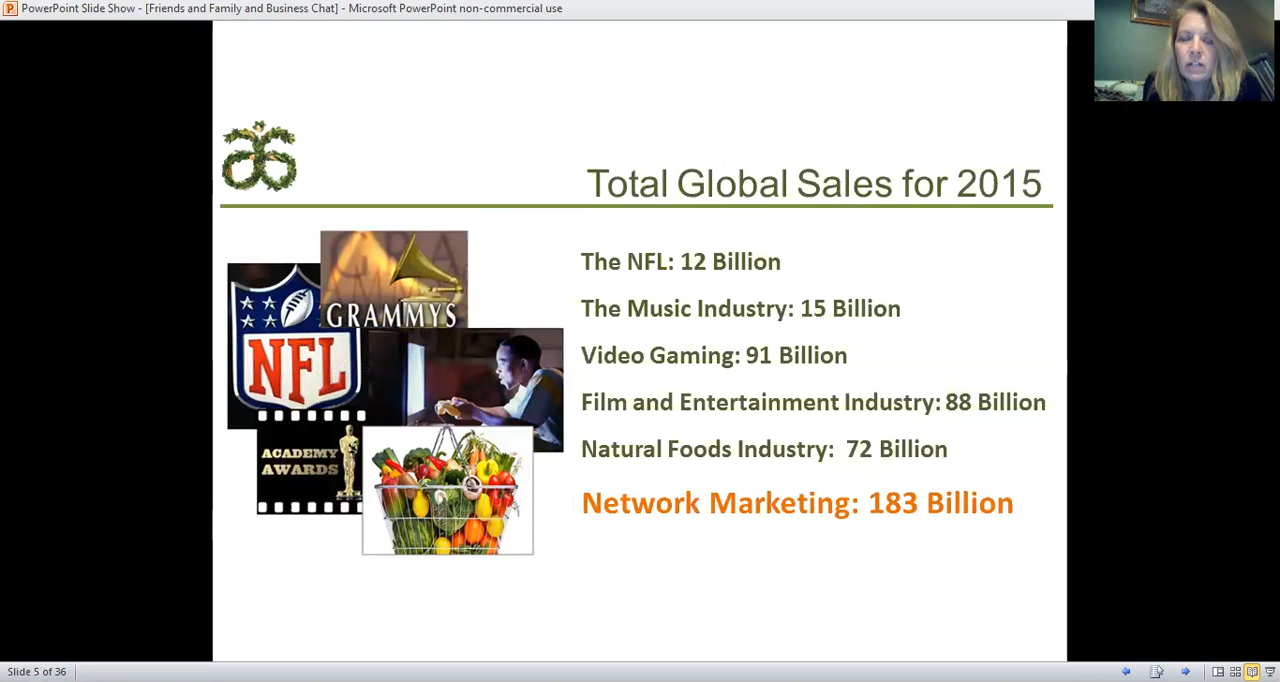 PowerPoint Slide Show - [Friends and Family and Business Chat] - Microsoft PowerPoint non-commercial use
Total Global Sales for 2015
GRAMMYS
NFL
ACADEMY
AWARDS
The NFL: 12 Billion
The Music Industry: 15 Billion
Video Gaming: 91 Billion
Film and Entertainment Industry: 88 Billion
Natural Foods Industry: 72 Billion
Network Marketing: 183 Billion
Slide 5 of 36